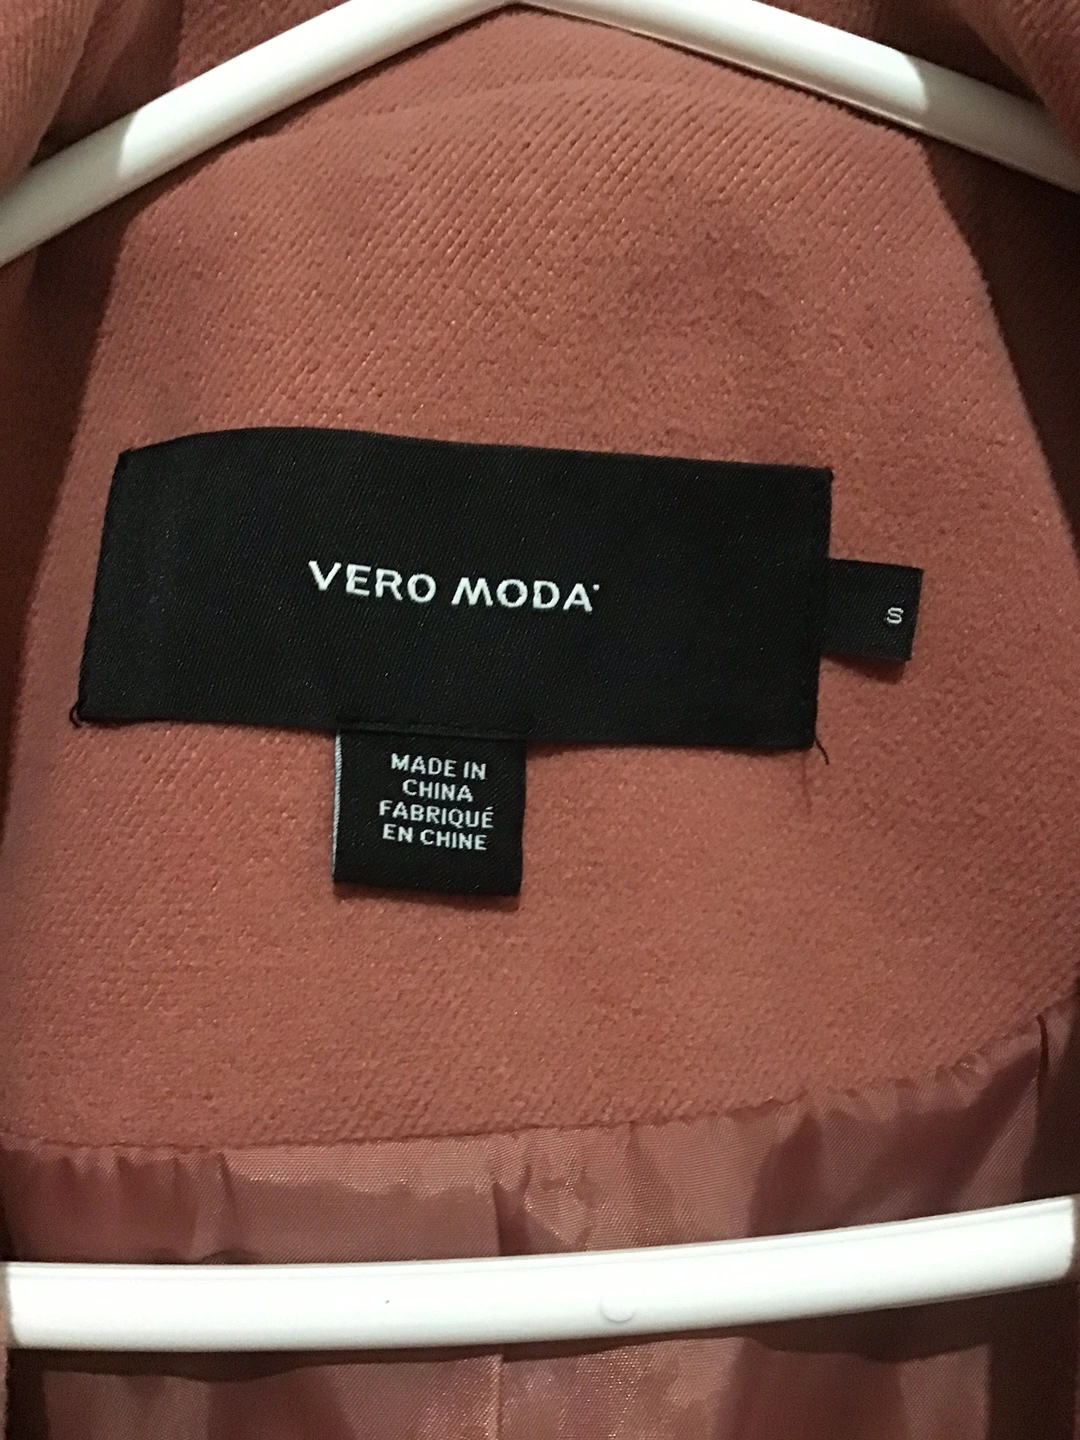 VERO MODA
S
MADE IN
CHINA
FABRIQUÉ
EN CHINE